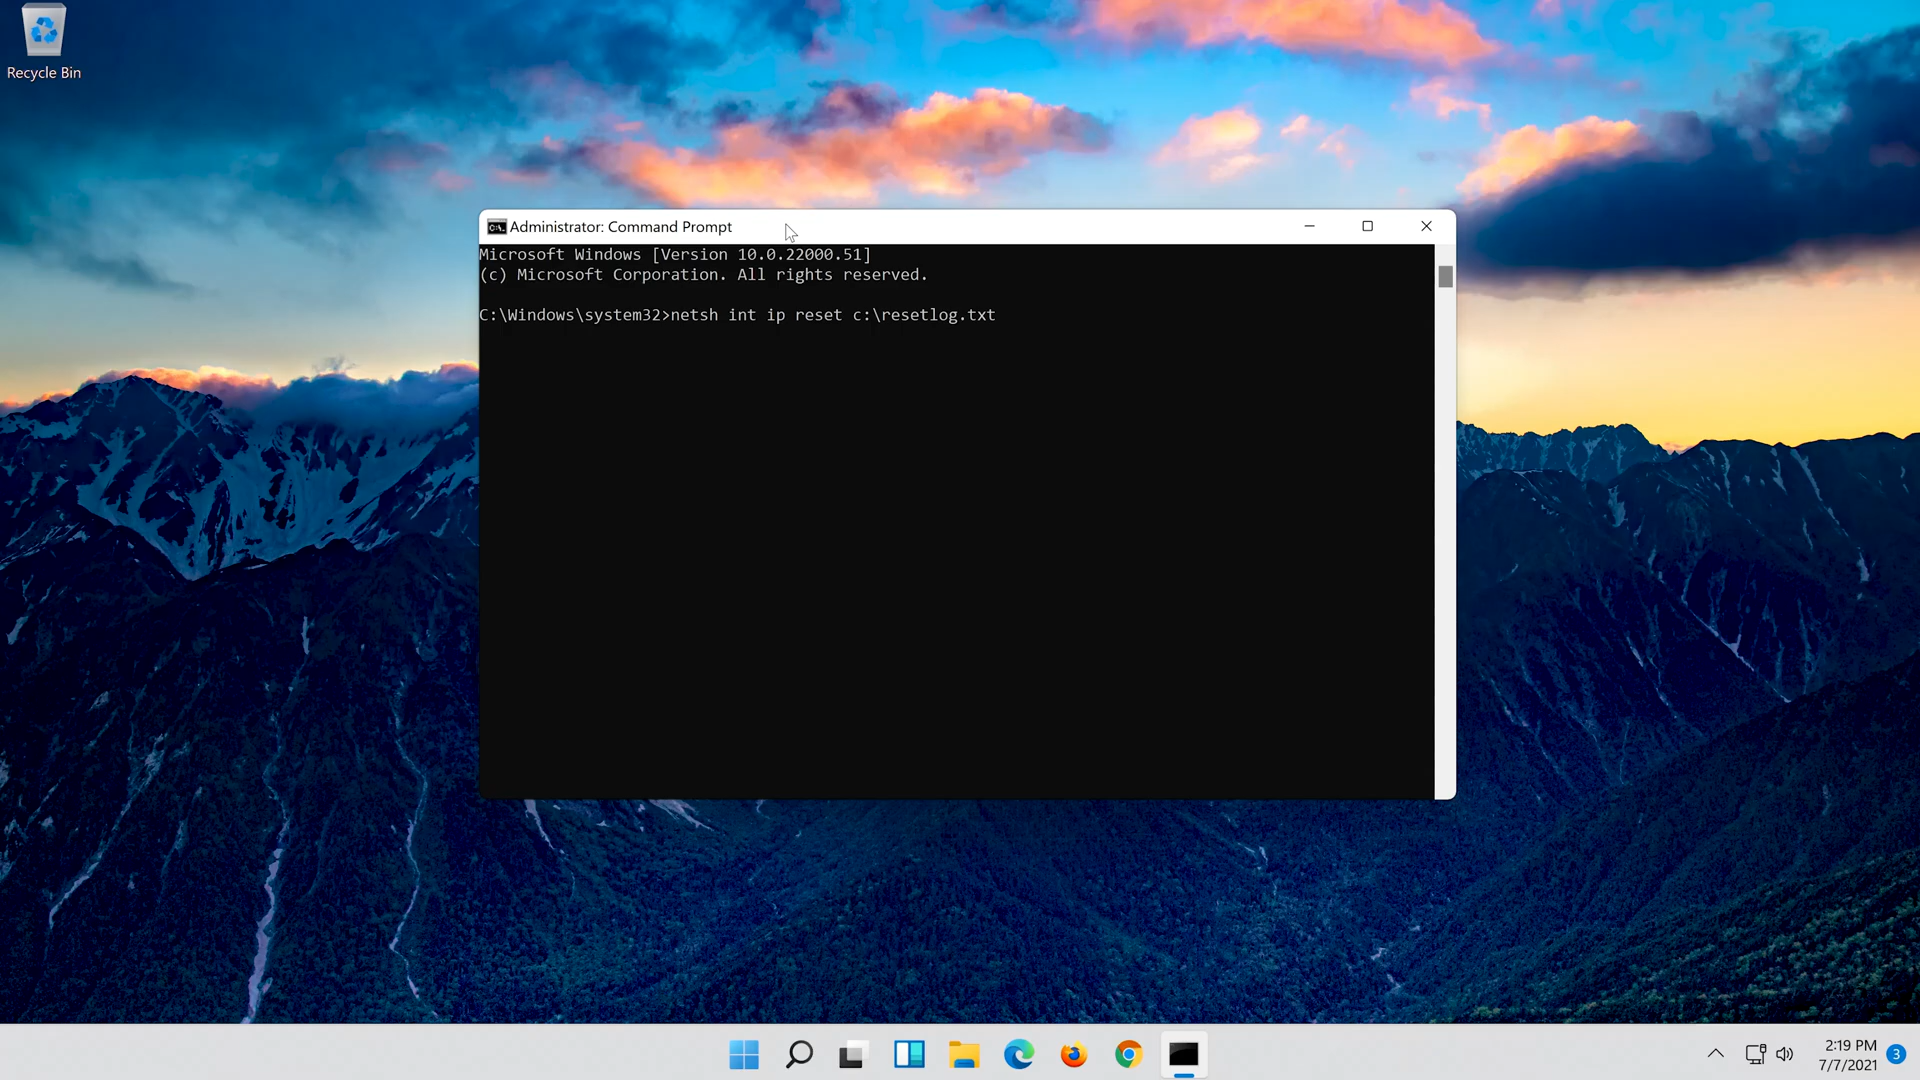 Recycle Bin
Administrator: Command Prompt
Microsoft Windows [Version 10.0.22000.51]
(c) Microsoft Corporation. All rights reserved.
C:\Windows\system32>netsh int ip reset c:\resetlog.txt
2:19 PM
7/7/2021
3